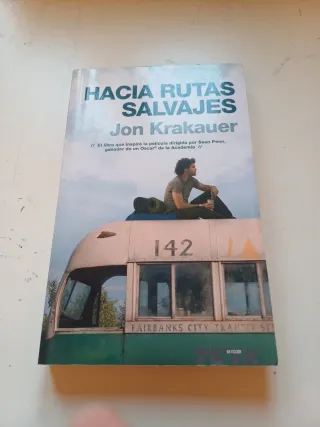 HACIA RUTAS
SALVAJES
Jon Krakauer
// El libro que inspiró la película dirigida por Sean Penn,
ganador de un Oscar® de la Academia //
142
FAIRBANKS CITY TRANSIT